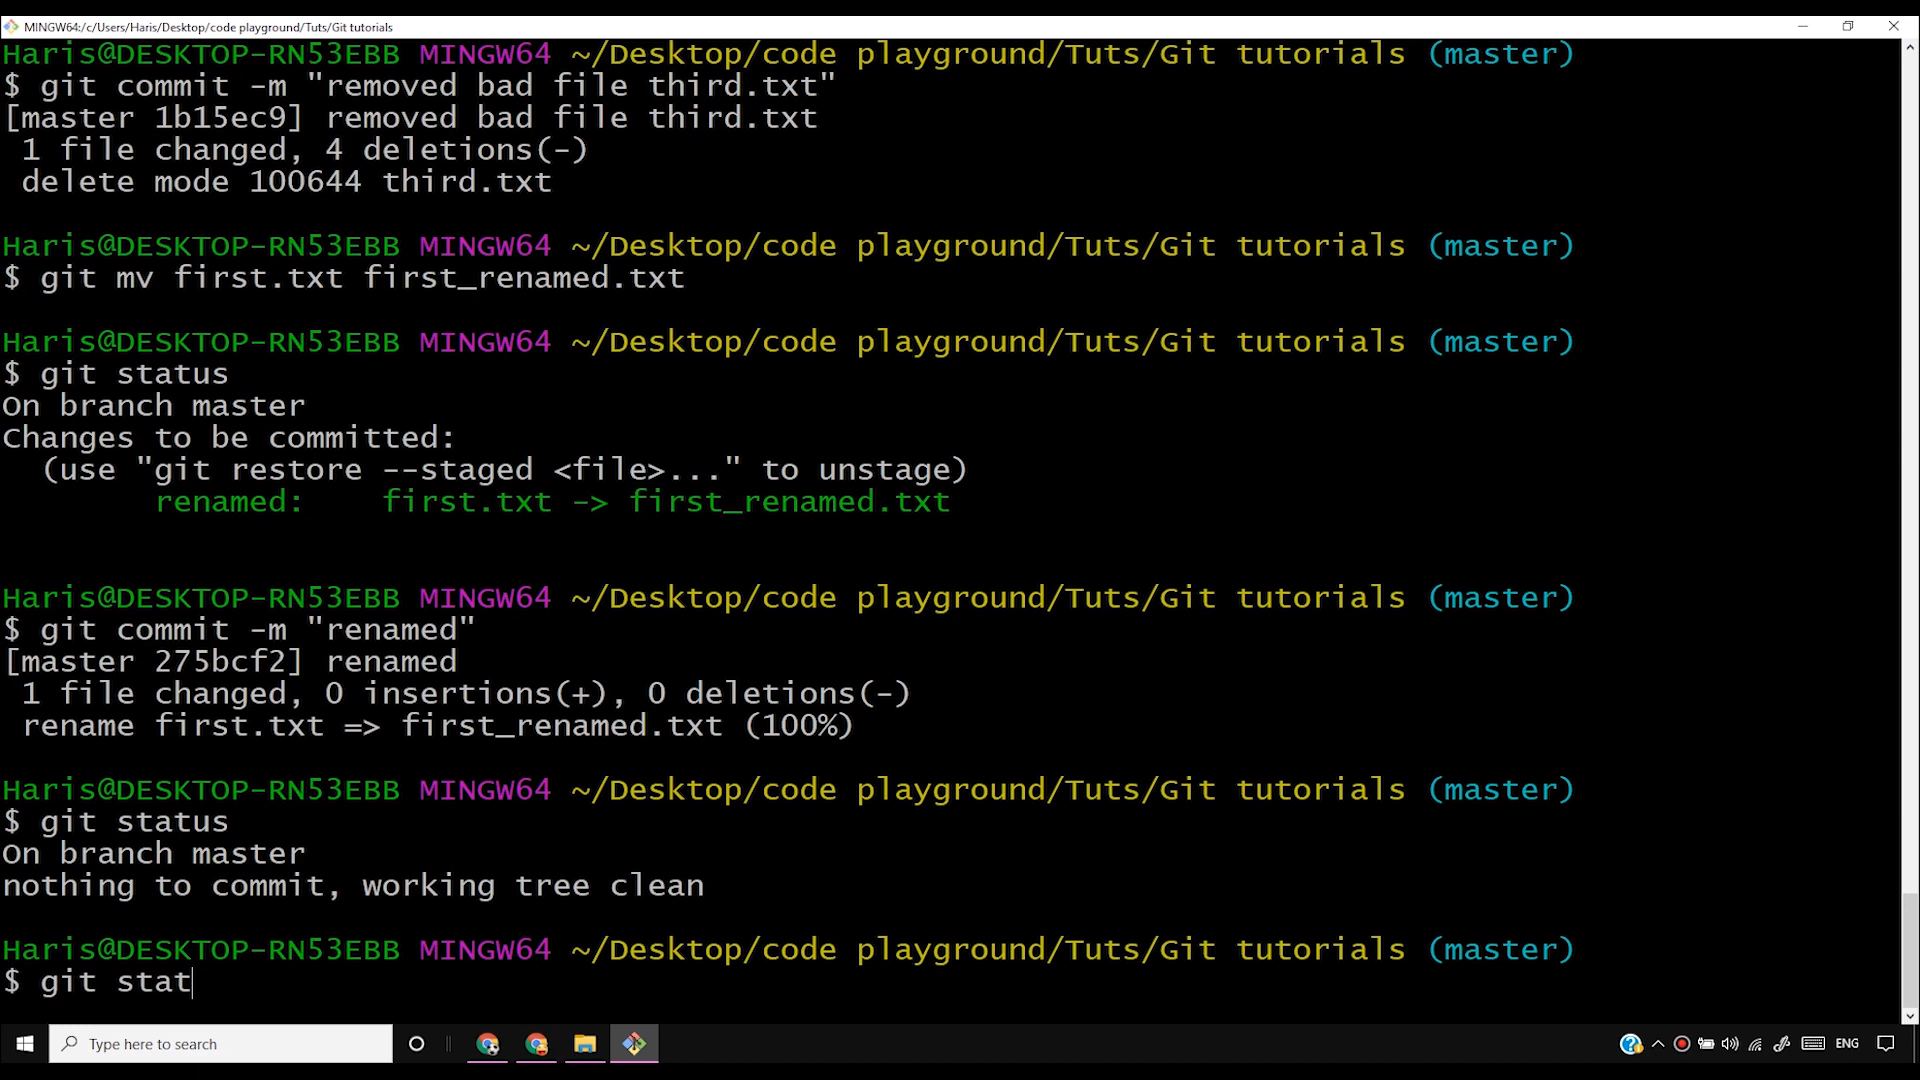 MINGW64:/c/Users/Haris/Desktop/code playground/Tuts/Git tutorials
Haris@DESKTOP-RN53EBB MINGW64 ~/Desktop/code playground/Tuts/Git tutorials (master)
$ git commit -m "removed bad file third.txt"
[master 1b15ec9] removed bad file third.txt
1 file changed, 4 deletions(-)
delete mode 100644 third.txt
Haris@DESKTOP-RN53EBB MINGW64 ~/Desktop/code playground/Tuts/Git tutorials (master)
$ git mv first.txt first_renamed.txt
Haris@DESKTOP-RN53EBB MINGW64 ~/Desktop/code playground/Tuts/Git tutorials (master)
$ git status
On branch master
Changes to be committed:
(use "git restore --staged <file>..." to unstage)
renamed:    first.txt -> first_renamed.txt
Haris@DESKTOP-RN53EBB MINGW64 ~/Desktop/code playground/Tuts/Git tutorials (master)
$ git commit -m "renamed"
[master 275bcf2] renamed
1 file changed, 0 insertions(+), 0 deletions(-)
rename first.txt => first_renamed.txt (100%)
Haris@DESKTOP-RN53EBB MINGW64 ~/Desktop/code playground/Tuts/Git tutorials (master)
$ git status
On branch master
nothing to commit, working tree clean
Haris@DESKTOP-RN53EBB MINGW64 ~/Desktop/code playground/Tuts/Git tutorials (master)
$ git stat
Type here to search
ENG